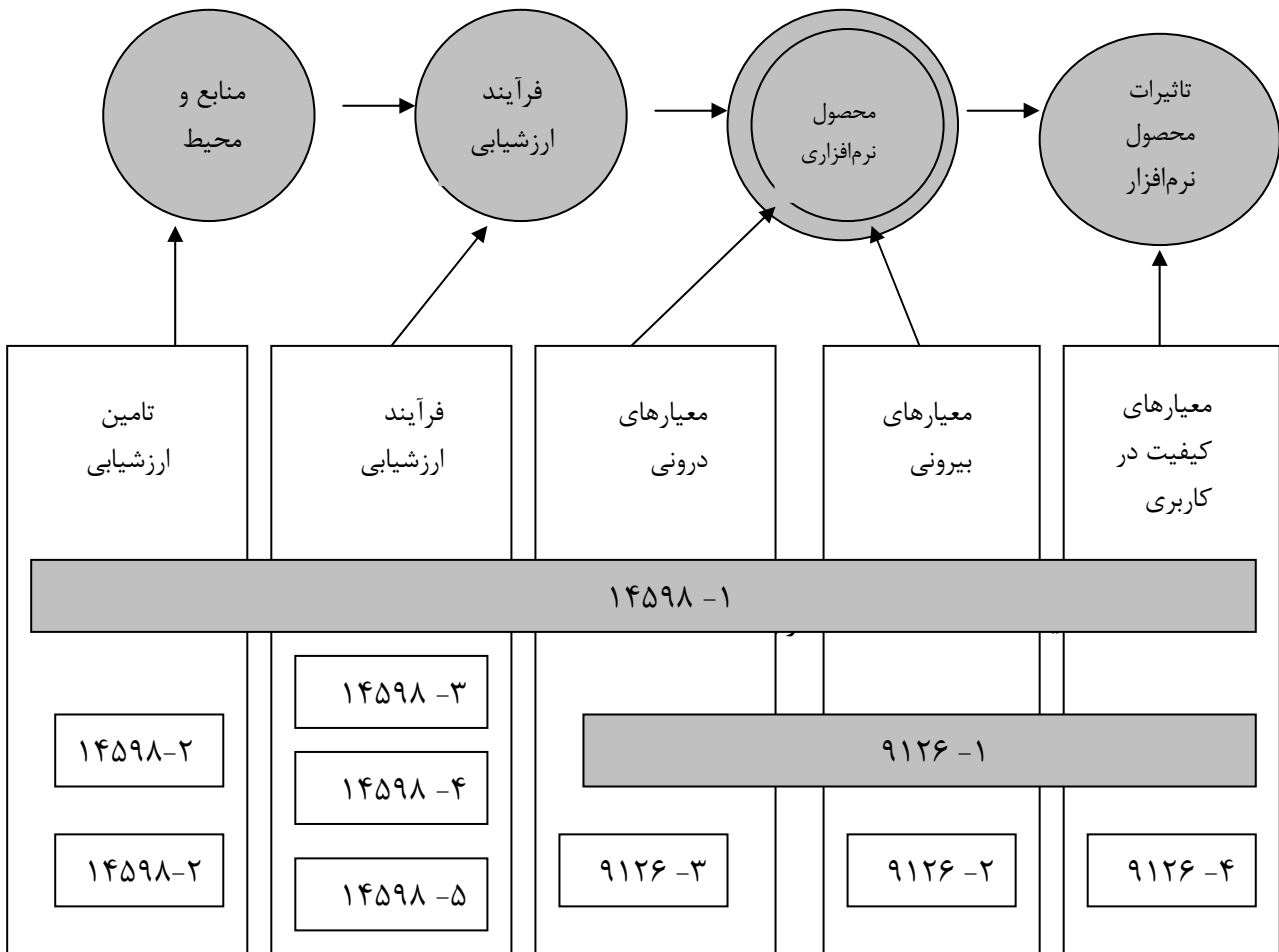 منابع و
محیط
فرآیند
ارزشیابی
محصول
نرم‌افزاری
تاثیرات
محصول
نرم‌افزار
تامین
ارزشیابی
فرآیند
ارزشیابی
معیارهای
درونی
معیارهای
بیرونی
معیارهای
کیفیت در
کاربری
۱۴۵۹۸ -۱
۱۴۵۹۸-۲
۱۴۵۹۸-۲
۱۴۵۹۸ -۳
۱۴۵۹۸ -۴
۱۴۵۹۸ -۵
۹۱۲۶ -۱
۹۱۲۶ -۳
۹۱۲۶ -۲
۹۱۲۶ -۴